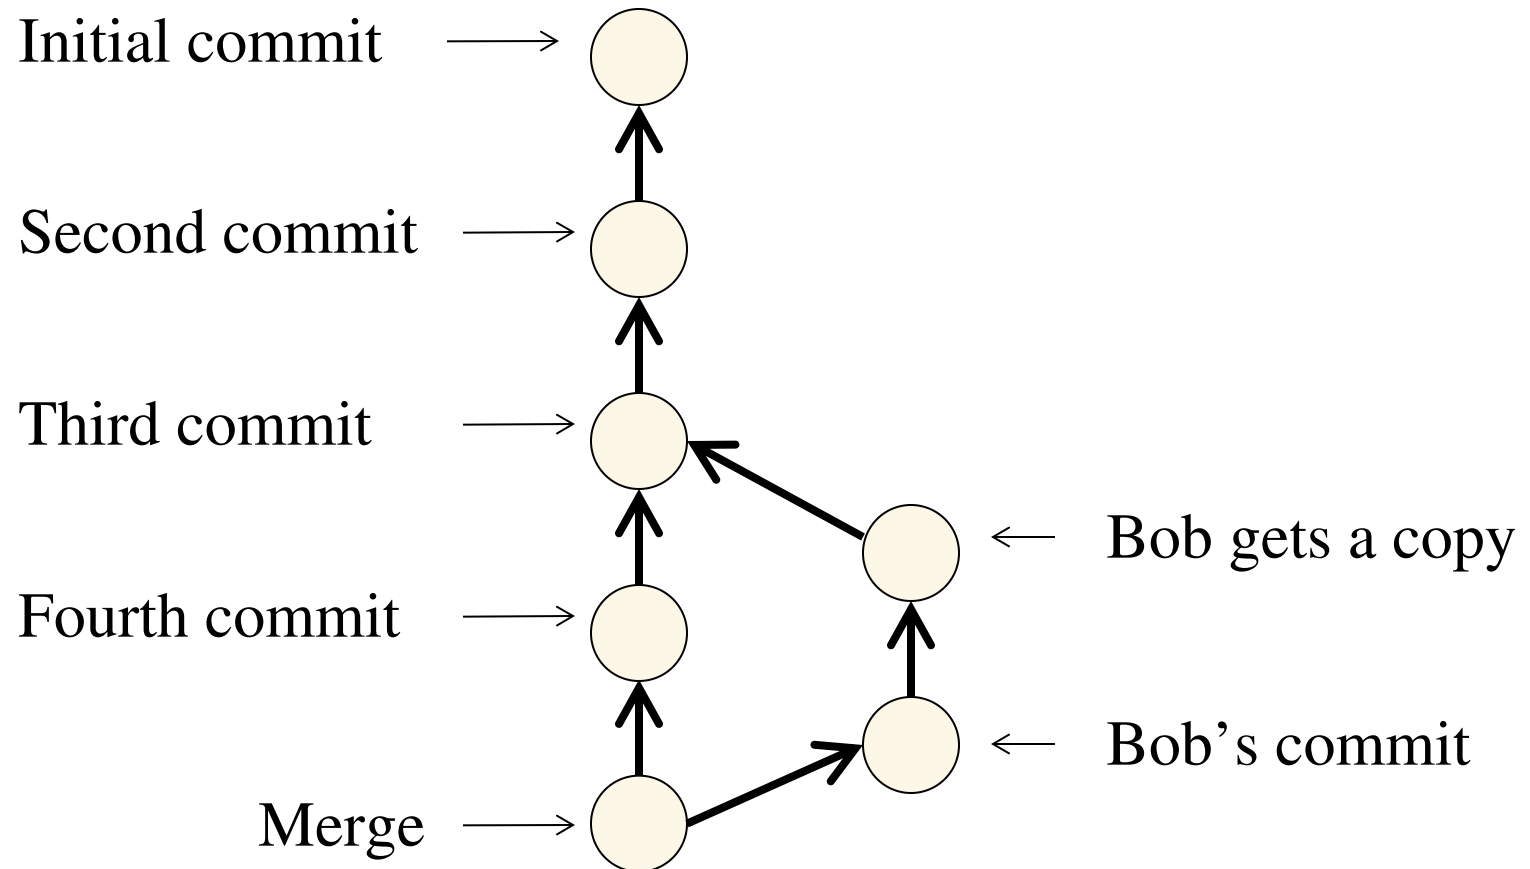 Initial commit
Second commit
Third commit
Bob gets a copy
Fourth commit
Bob’s commit
Merge